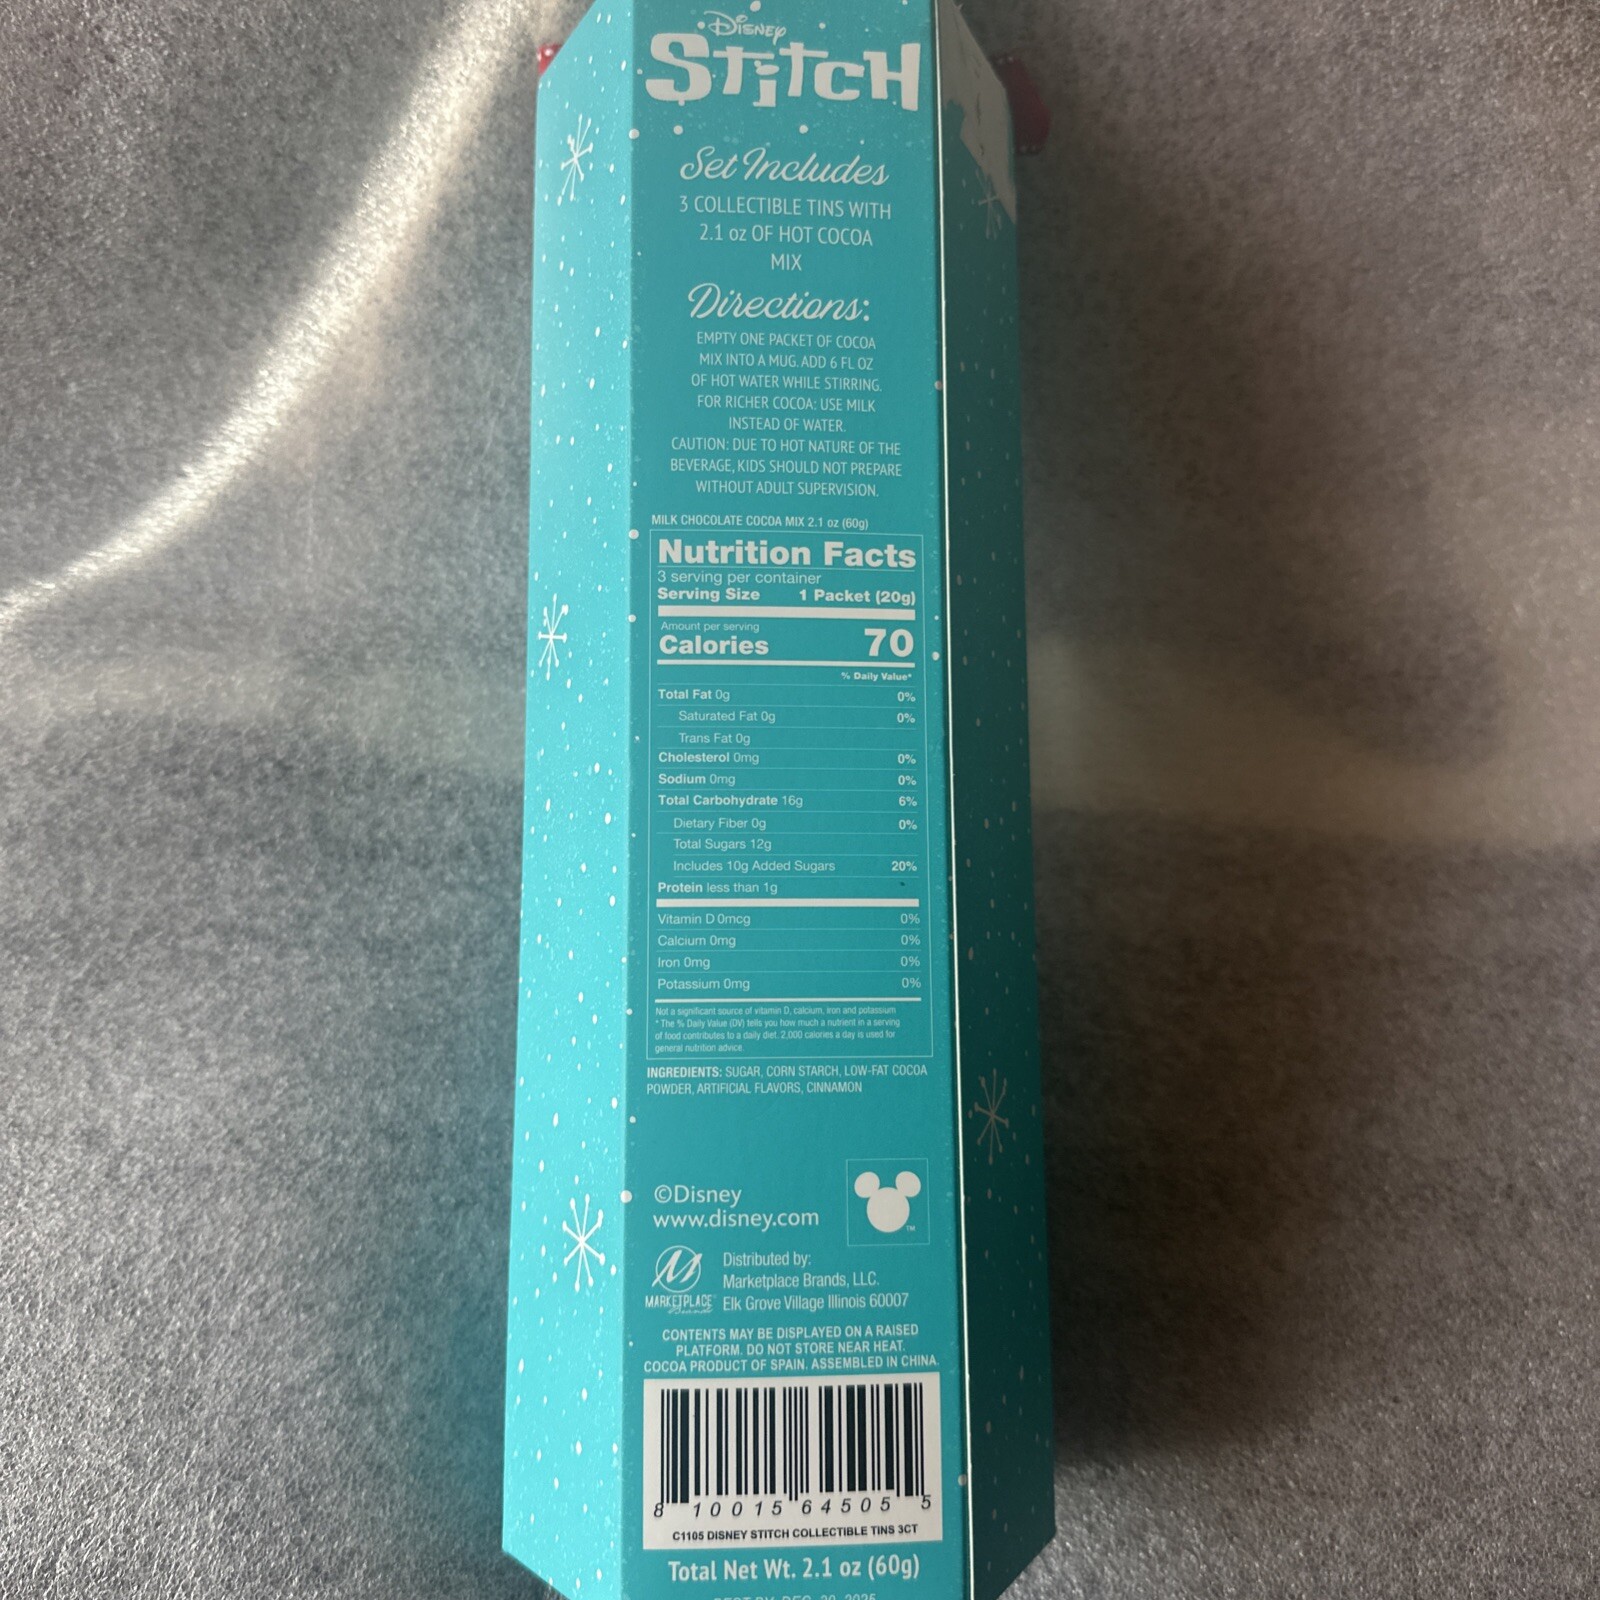 Disney
Stitch
Set Includes
3 COLLECTIBLE TINS WITH
2.1 oz OF HOT COCOA
MIX
Directions:
EMPTY ONE PACKET OF COCOA
MIX INTO A MUG. ADD 6 FL OZ
OF HOT WATER WHILE STIRRING.
FOR RICHER COCOA: USE MILK
INSTEAD OF WATER.
CAUTION: DUE TO HOT NATURE OF THE
BEVERAGE, KIDS SHOULD NOT PREPARE
WITHOUT ADULT SUPERVISION.
MILK CHOCOLATE COCOA MIX 2.1 oz (60g)
Nutrition Facts
3 serving per container
Serving Size 1 Packet (20g)
Amount per serving
Calories 70
% Daily Value*
Total Fat 0g 0%
Saturated Fat 0g 0%
Trans Fat 0g
Cholesterol 0mg 0%
Sodium 0mg 0%
Total Carbohydrate 16g 6%
Dietary Fiber 0g 0%
Total Sugars 12g
Includes 10g Added Sugars 20%
Protein less than 1g
Vitamin D 0mcg 0%
Calcium 0mg 0%
Iron 0mg 0%
Potassium 0mg 0%
Not a significant source of vitamin D, calcium, iron and potassium
* The % Daily Value (DV) tells you how much a nutrient in a serving
of food contributes to a daily diet. 2,000 calories a day is used for
general nutrition advice.
INGREDIENTS: SUGAR, CORN STARCH, LOW-FAT COCOA
POWDER, ARTIFICIAL FLAVORS, CINNAMON
©Disney
www.disney.com
TM
MARKETPLACE
Brands
Distributed by:
Marketplace Brands, LLC.
Elk Grove Village Illinois 60007
CONTENTS MAY BE DISPLAYED ON A RAISED
PLATFORM. DO NOT STORE NEAR HEAT.
COCOA PRODUCT OF SPAIN. ASSEMBLED IN CHINA.
8 10015 64505 5
C1105 DISNEY STITCH COLLECTIBLE TINS 3CT
Total Net Wt. 2.1 oz (60g)